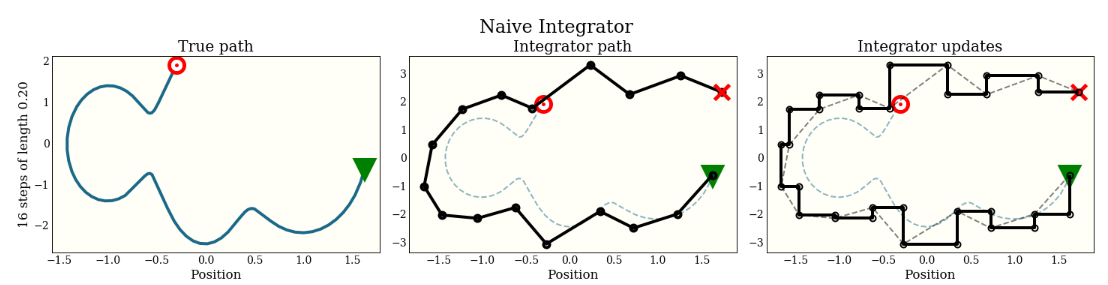 Naive Integrator
True path
Integrator path
Integrator updates
16 steps of length 0.20
2
1
0
−1
−2
−1.5 −1.0 −0.5 0.0 0.5 1.0 1.5
Position
3
2
1
0
−1
−2
−3
−1.5 −1.0 −0.5 0.0 0.5 1.0 1.5
Position
3
2
1
0
−1
−2
−3
−1.5 −1.0 −0.5 0.0 0.5 1.0 1.5
Position